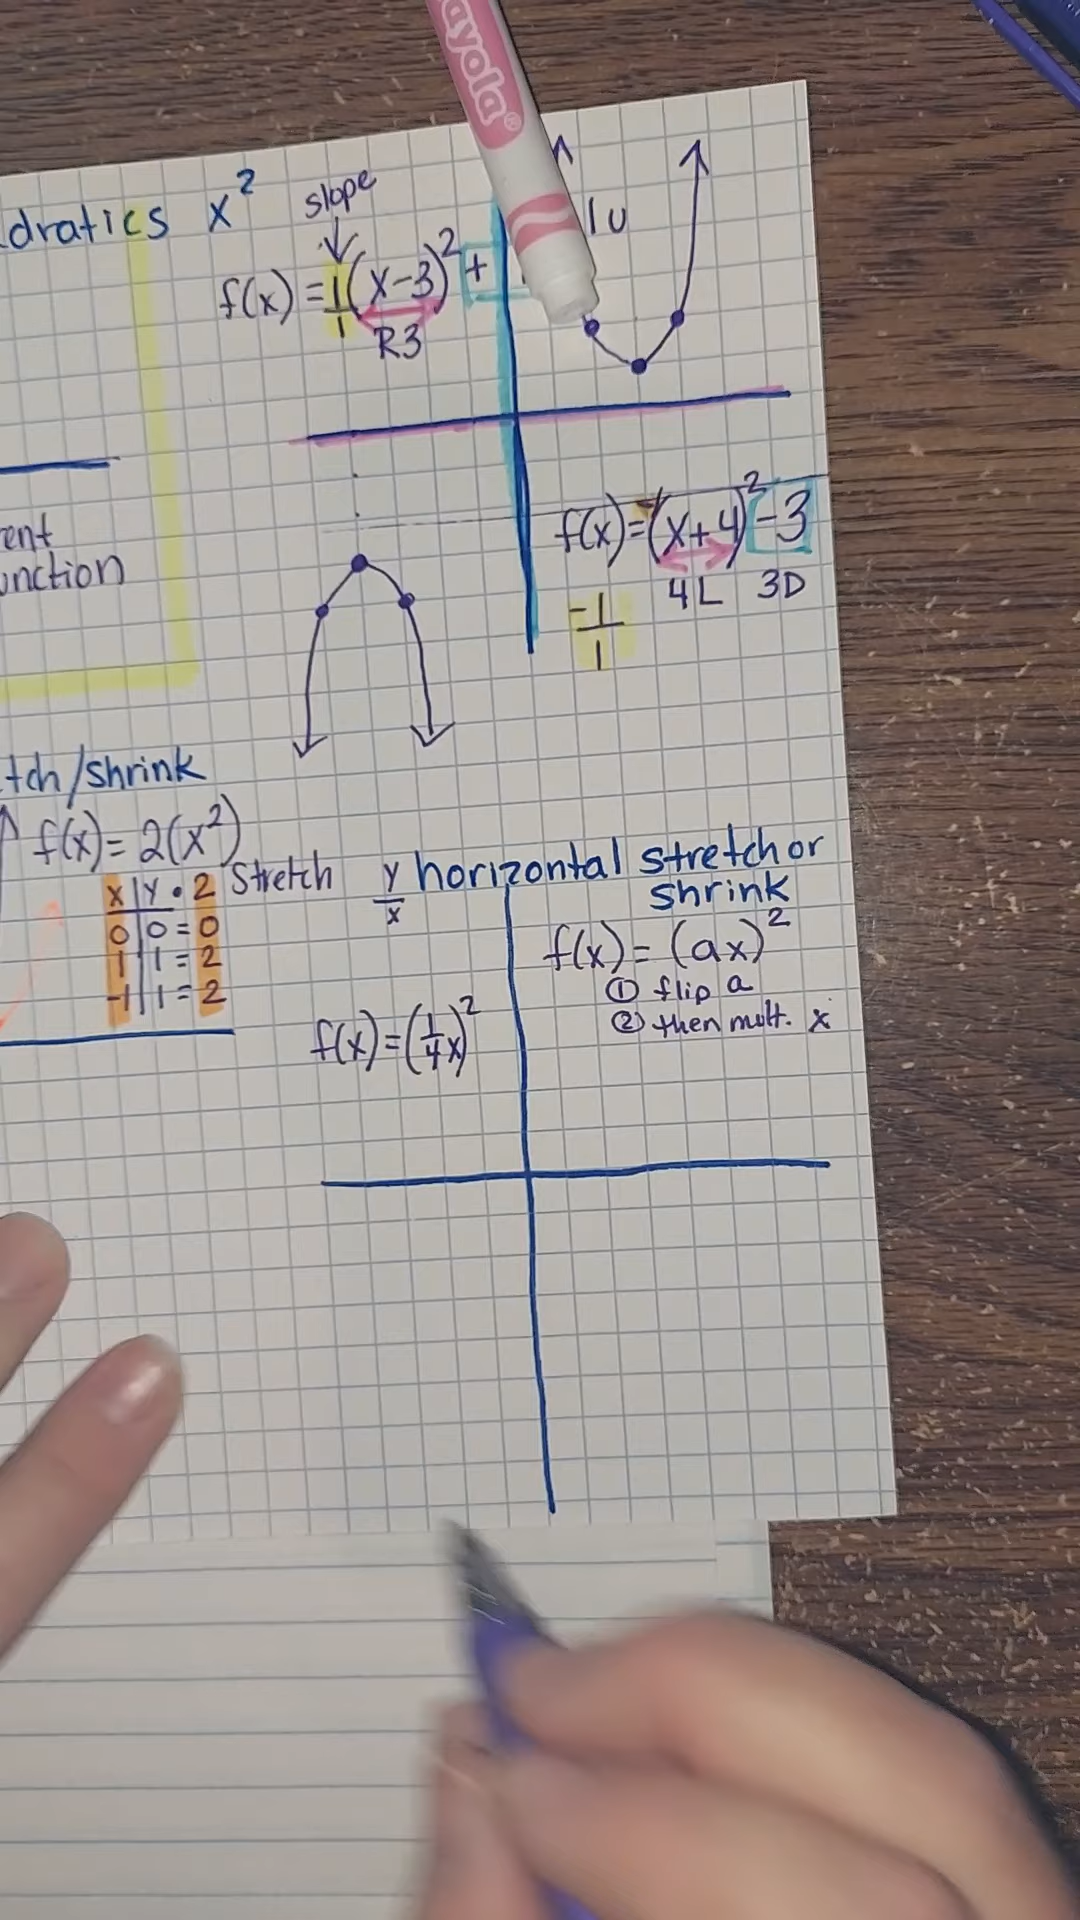 ayola®
dratics x²
slope
f(x) = 1/1 (x-3)² +
R3
1u
ent
unction
f(x)=-(x+4)²-3
4L 3D
-1/1
tch/shrink
f(x)= 2(x²)
Stretch
x | y • 2
0 | 0 = 0
1 | 1 = 2
-1 | 1 = 2
y/x horizontal stretch or
shrink
f(x) = (ax)²
① flip a
② then mult. x
f(x)=(1/4x)²